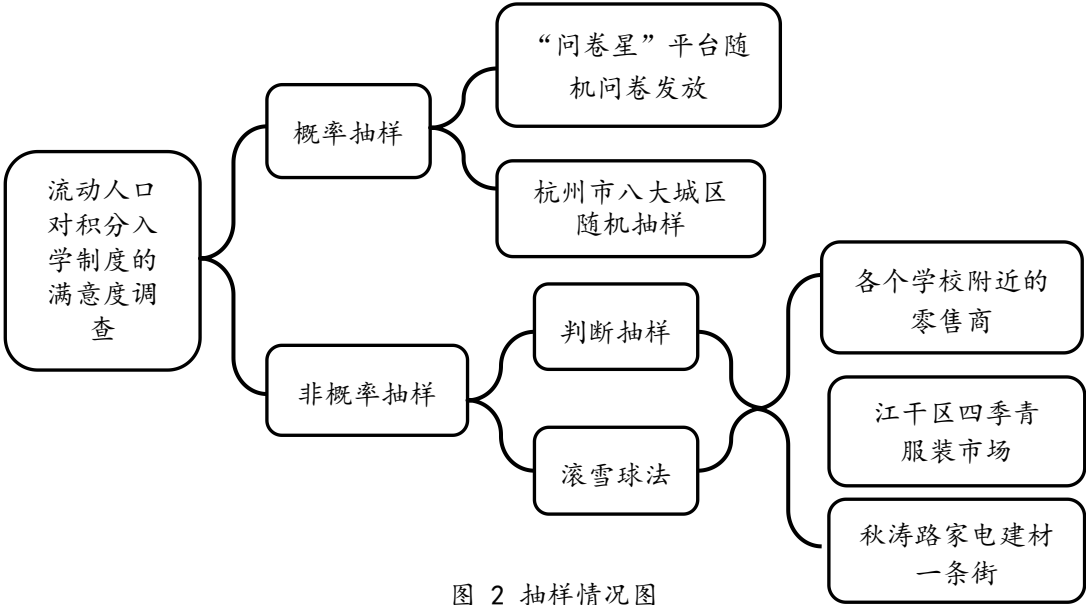 流动人口
对积分入
学制度的
满意度调
查
概率抽样
“问卷星”平台随
机问卷发放
杭州市八大城区
随机抽样
非概率抽样
判断抽样
滚雪球法
各个学校附近的
零售商
江干区四季青
服装市场
秋涛路家电建材
一条街
图 2 抽样情况图